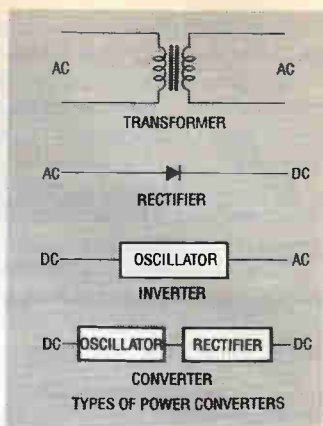 AC AC
TRANSFORMER
AC DC
RECTIFIER
DC OSCILLATOR AC
INVERTER
DC OSCILLATOR RECTIFIER DC
CONVERTER
TYPES OF POWER CONVERTERS